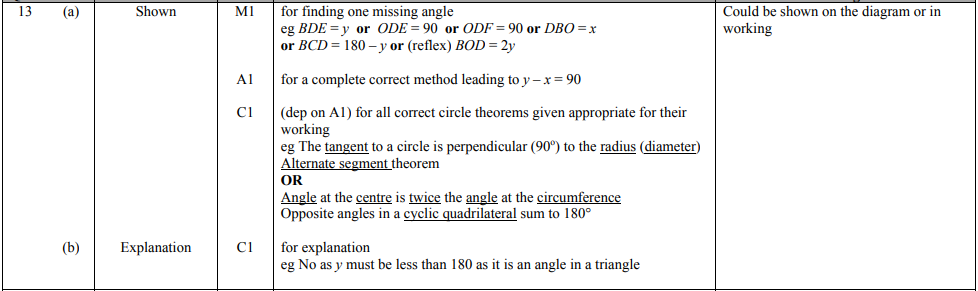 13 (a) Shown M1 for finding one missing angle Could be shown on the diagram or in
eg BDE = y or ODE = 90 or ODF = 90 or DBO = x working
or BCD = 180 – y or (reflex) BOD = 2y
A1 for a complete correct method leading to y – x = 90
C1 (dep on A1) for all correct circle theorems given appropriate for their
working
eg The tangent to a circle is perpendicular (90º) to the radius (diameter)
Alternate segment theorem
OR
Angle at the centre is twice the angle at the circumference
Opposite angles in a cyclic quadrilateral sum to 180°
(b) Explanation C1 for explanation
eg No as y must be less than 180 as it is an angle in a triangle